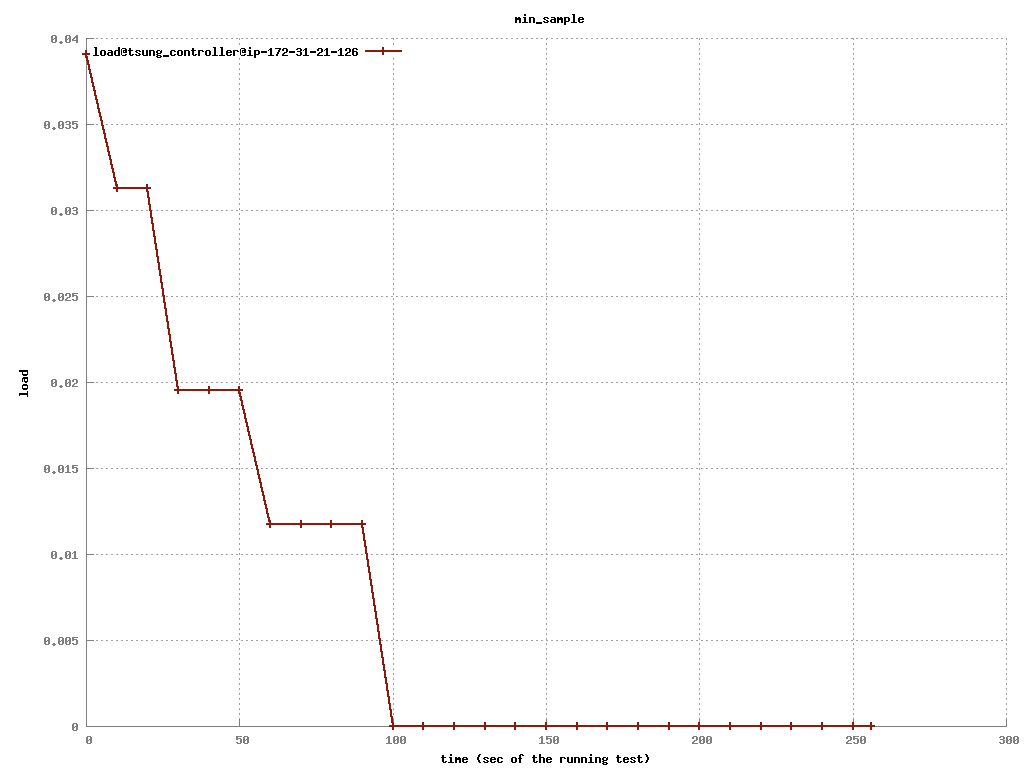 min_sample
load@tsung_controller@ip-172-31-21-126
0.04
0.035
0.03
0.025
0.02
0.015
0.01
0.005
0
load
0 50 100 150 200 250 300
time (sec of the running test)